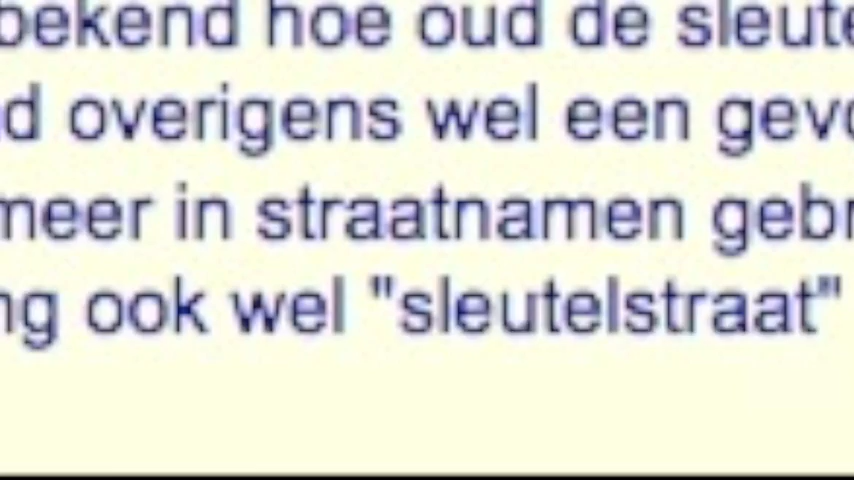 bekend hoe oud de sleute
d overigens wel een gevo
meer in straatnamen gebr
ng ook wel "sleutelstraat"